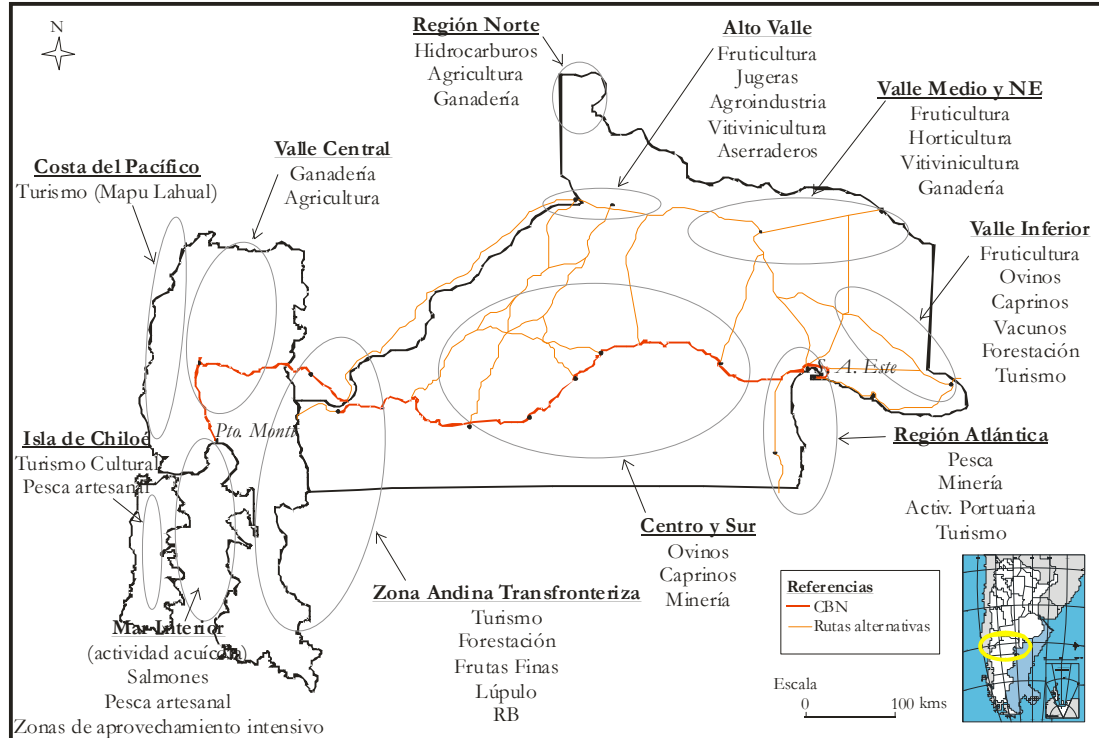 N
Región Norte
Hidrocarburos
Agricultura
Ganadería
Alto Valle
Fruticultura
Jugeras
Agroindustria
Vitivinicultura
Aserraderos
Valle Medio y NE
Fruticultura
Horticultura
Vitivinicultura
Ganadería
Valle Central
Ganadería
Agricultura
Costa del Pacífico
Turismo (Mapu Lahual)
Valle Inferior
Fruticultura
Ovinos
Caprinos
Vacunos
Forestación
Turismo
S. A. Este
Pto. Montt
Isla de Chiloé
Turismo Cultural
Pesca artesanal
Región Atlántica
Pesca
Minería
Activ. Portuaria
Turismo
Centro y Sur
Ovinos
Caprinos
Minería
Zona Andina Transfronteriza
Turismo
Forestación
Frutas Finas
Lúpulo
RB
Mar Interior
(actividad acuícola)
Salmones
Pesca artesanal
Zonas de aprovechamiento intensivo
Referencias
CBN
Rutas alternativas
Escala
0 100 kms